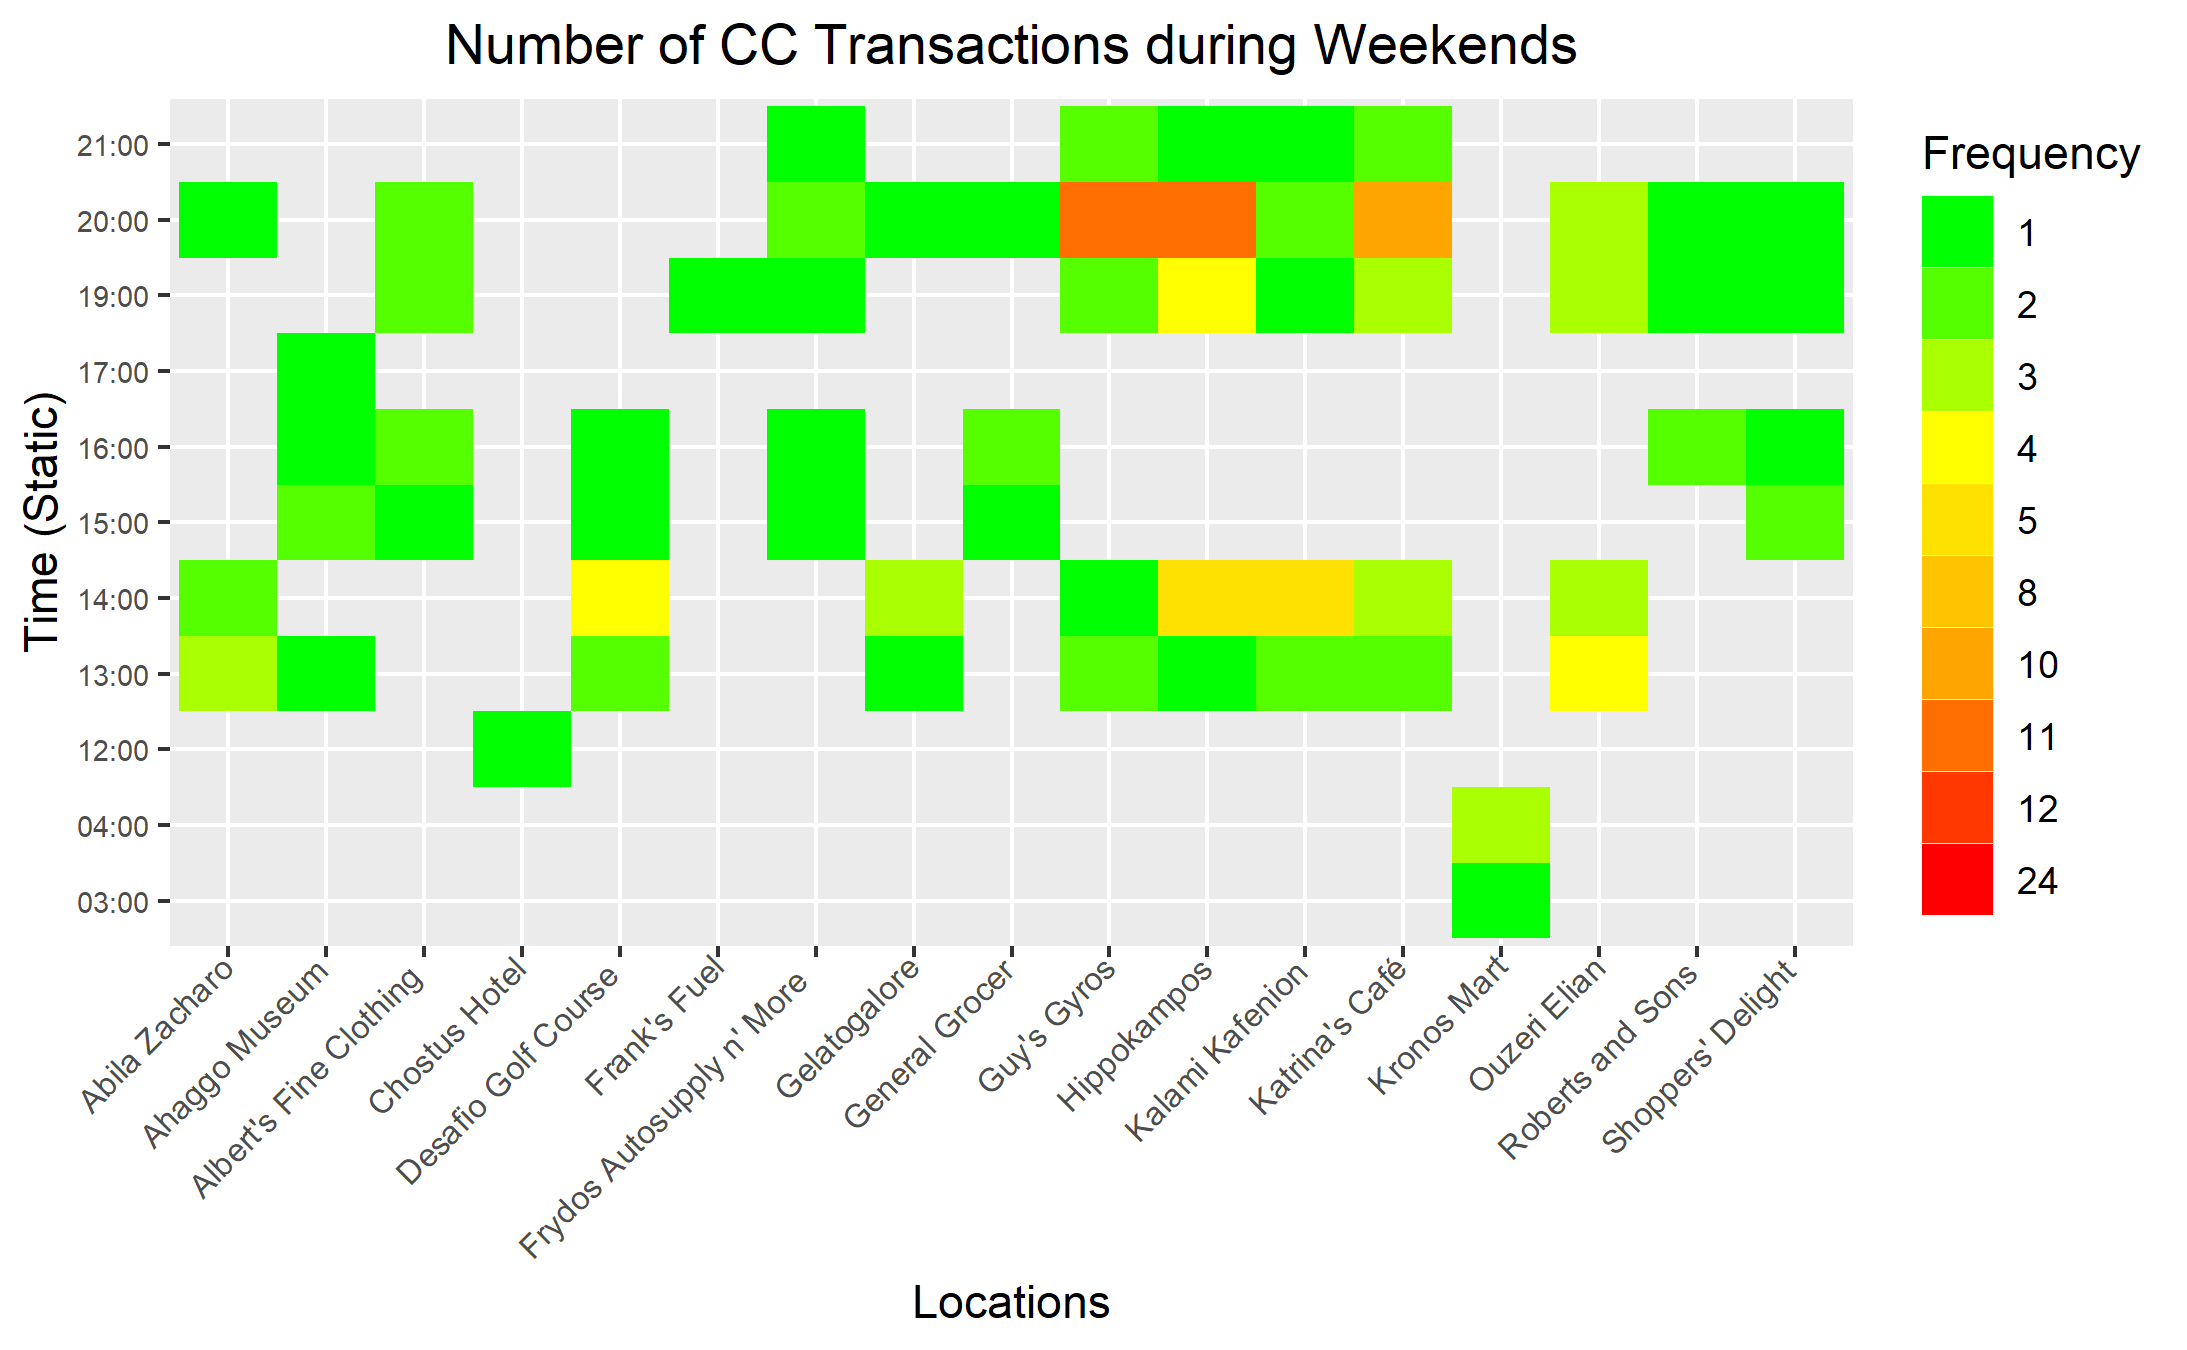 Number of CC Transactions during Weekends
Time (Static)
21:00
20:00
19:00
17:00
16:00
15:00
14:00
13:00
12:00
04:00
03:00
Abila Zacharo
Ahaggo Museum
Albert's Fine Clothing
Chostus Hotel
Desafio Golf Course
Frank's Fuel
Frydos Autosupply n' More
Gelatogalore
General Grocer
Guy's Gyros
Hippokampos
Kalami Kafenion
Katrina's Café
Kronos Mart
Ouzeri Elian
Roberts and Sons
Shoppers' Delight
Locations
Frequency
1
2
3
4
5
8
10
11
12
24